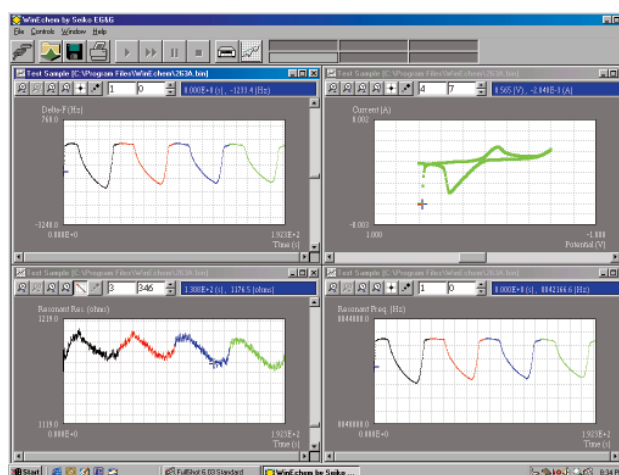 WinEchem by Seiko EG&G
File Controls Window Help
Test Sample [C:\Program Files\WinEchem\263A.bin]
1 0 0.000E+0 (s) , -1233.4 (Hz)
Delta-F (Hz)
760.0
-3240.0
0.000E+0 1.923E+2
Time (s)
Test Sample [C:\Program Files\WinEchem\263A.bin]
4 7 0.565 (V) , -2.048E-3 (A)
Current (A)
0.002
-0.003
1.000 -1.000
Potential (V)
Test Sample [C:\Program Files\WinEchem\263A.bin]
3 346 1.300E+2 (s) , 1176.5 (ohms)
Resonant Res. (ohms)
1219.0
1119.0
0.000E+0 1.923E+2
Time (s)
Test Sample [C:\Program Files\WinEchem\263A.bin]
1 0 0.000E+0 (s) , 8842166.6 (Hz)
Resonant Freq. (Hz)
0.000E+0 1.923E+2
Time (s)
Start FullShot 6.03 Standard WinEchem by Seiko ... 8:34 P